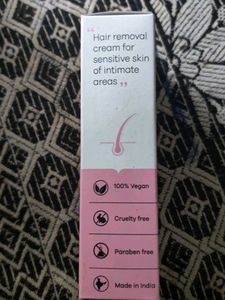 “
Hair removal
cream for
sensitive skin
of intimate
areas „
100% Vegan
Cruelty free
Paraben free
Made in India